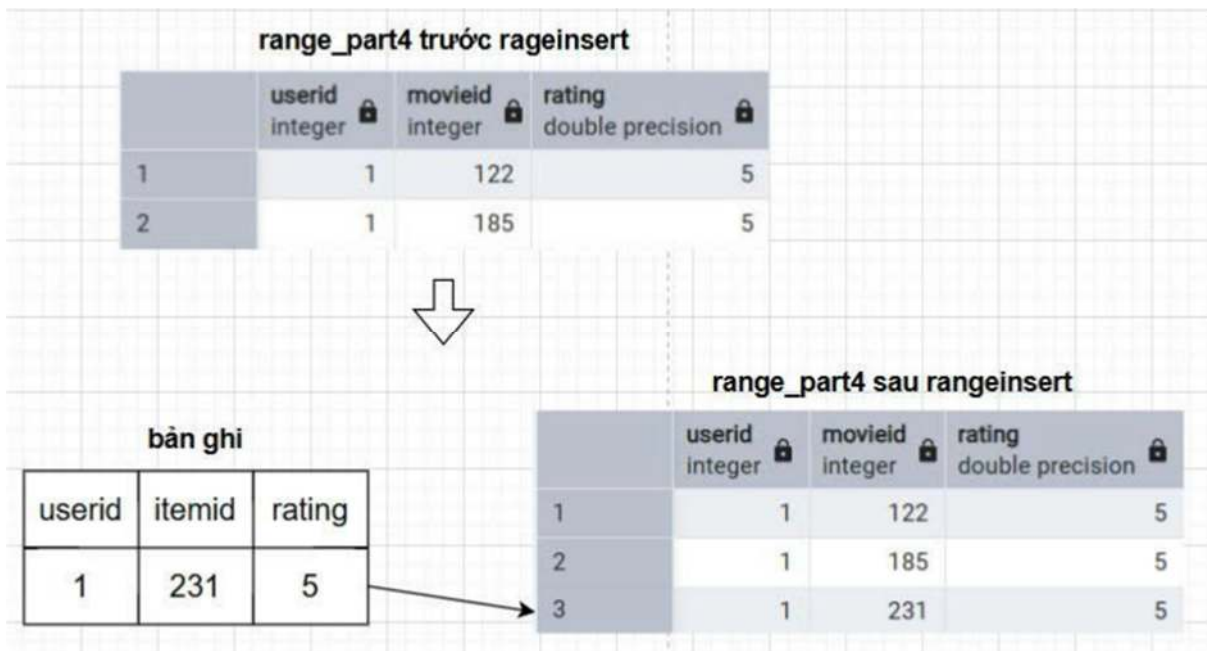 range_part4 trước rageinsert
userid movieid rating
integer integer double precision
1 1 122 5
2 1 185 5
range_part4 sau rangeinsert
bản ghi
userid itemid rating
1 231 5
userid movieid rating
integer integer double precision
1 1 122 5
2 1 185 5
3 1 231 5